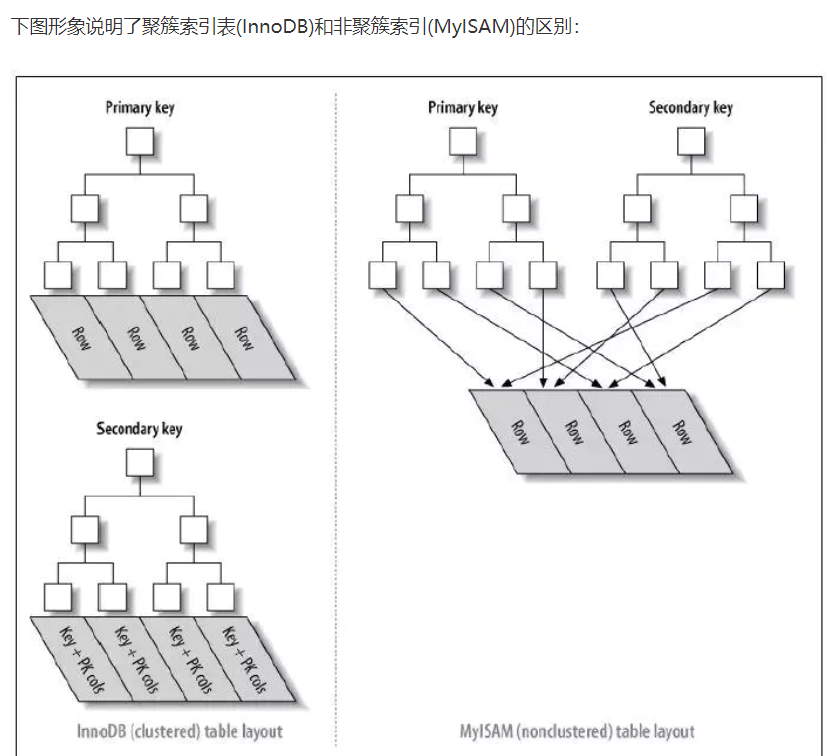 下图形象说明了聚簇索引表(InnoDB)和非聚簇索引(MyISAM)的区别：
Primary key
Row
Row
Row
Row
Secondary key
Key + PK cols
Key + PK cols
Key + PK cols
Key + PK cols
InnoDB (clustered) table layout
Primary key
Secondary key
Row
Row
Row
Row
MyISAM (nonclustered) table layout